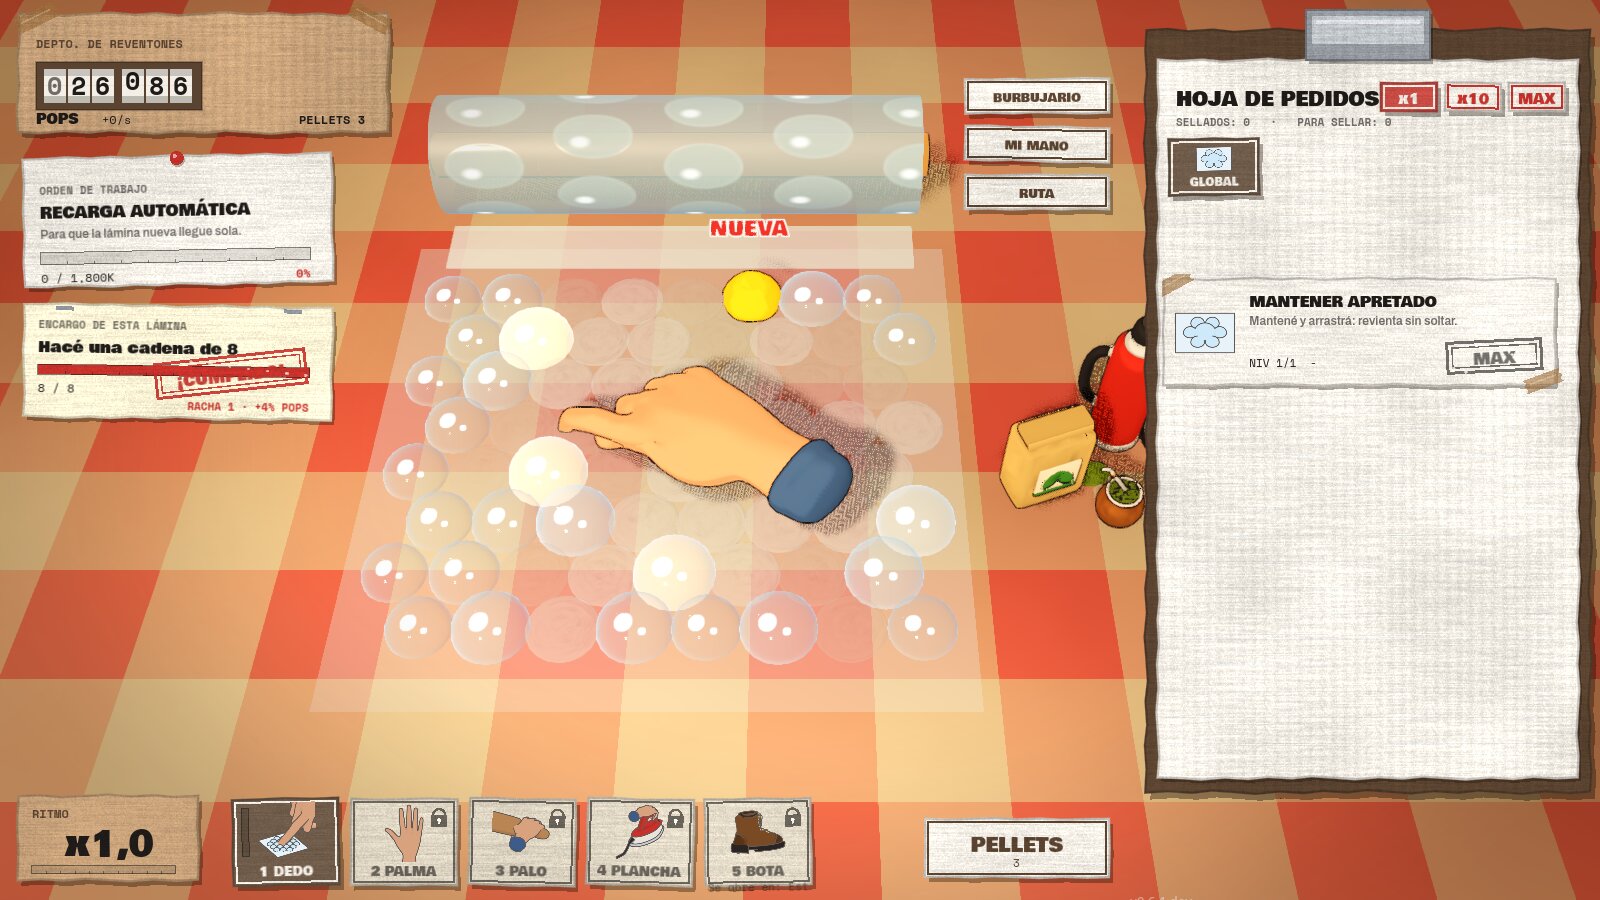 DEPTO. DE REVENTONES
026086
POPS +0/s PELLETS 3
ORDEN DE TRABAJO
RECARGA AUTOMÁTICA
Para que la lámina nueva llegue sola.
0 / 1.800K 0%
ENCARGO DE ESTA LÁMINA
Hacé una cadena de 8
8 / 8
RACHA 1 · +4% POPS
NUEVA
BURBUJARIO
MI MANO
RUTA
HOJA DE PEDIDOS x1 x10 MAX
SELLADOS: 0 · PARA SELLAR: 0
GLOBAL
MANTENER APRETADO
Mantené y arrastrá: revienta sin soltar.
NIV 1/1 -
MAX
RITMO
x1,0
1 DEDO
2 PALMA
3 PALO
4 PLANCHA
5 BOTA
Se abre en: Est
PELLETS
3